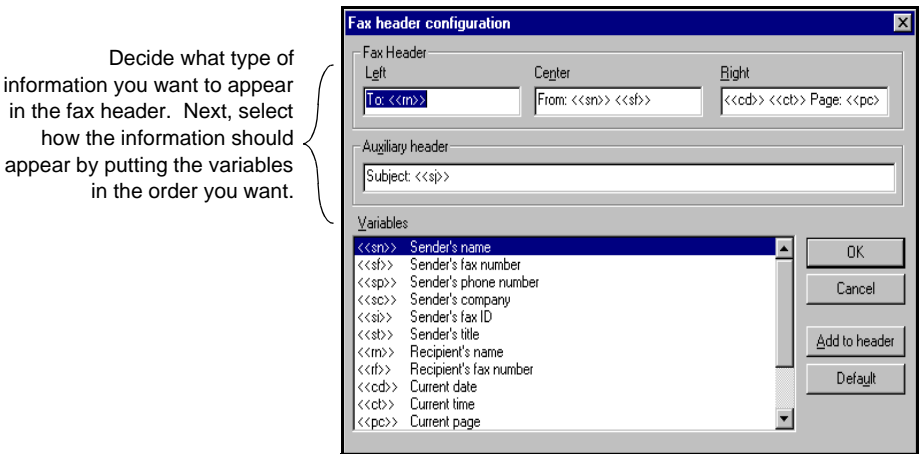 Decide what type of
information you want to appear
in the fax header. Next, select
how the information should
appear by putting the variables
in the order you want.
Fax header configuration
Fax Header
Left Center Right
To: <<rn>> From: <<sn>> <<sf>> <<cd>> <<ct>> Page: <<pc>
Auxiliary header
Subject: <<sj>>
Variables
<<sn>> Sender's name
<<sf>> Sender's fax number
<<sp>> Sender's phone number
<<sc>> Sender's company
<<si>> Sender's fax ID
<<st>> Sender's title
<<rn>> Recipient's name
<<rf>> Recipient's fax number
<<cd>> Current date
<<ct>> Current time
<<pc>> Current page
OK
Cancel
Add to header
Default